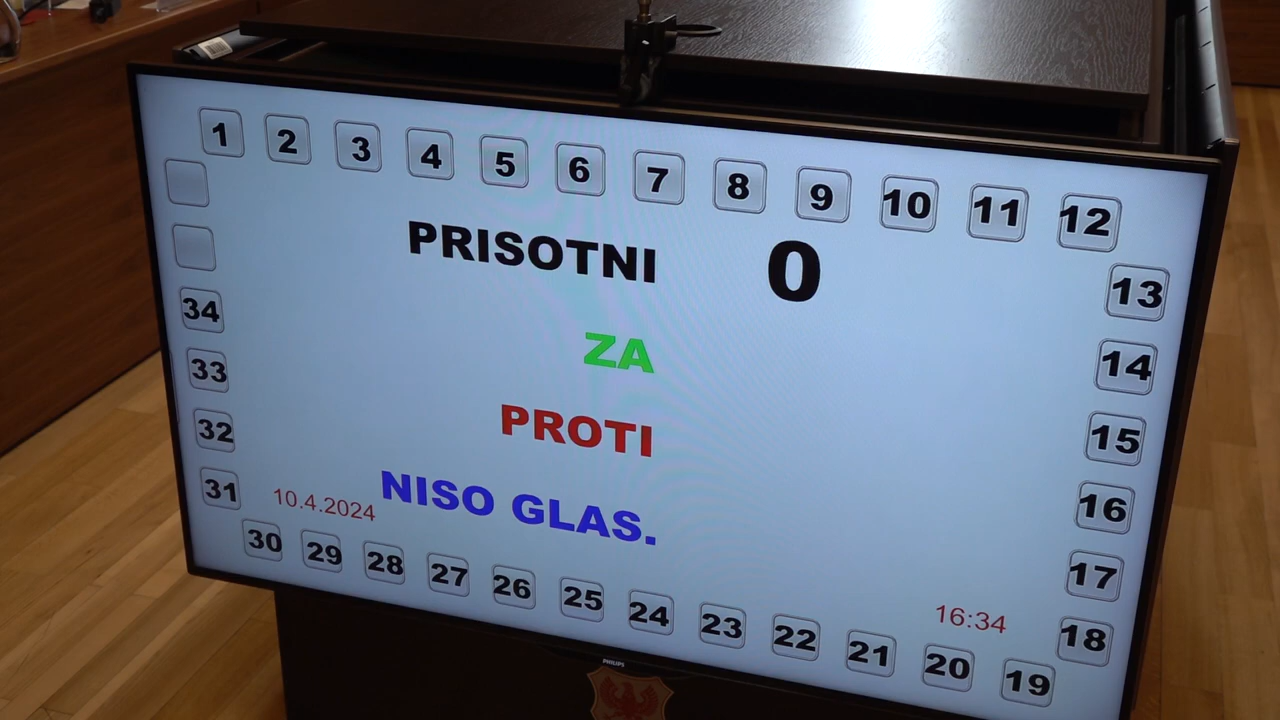 1 2 3 4 5 6 7 8 9 10 11 12
PRISOTNI 0
13
34
ZA
14
33
PROTI
15
32
NISO GLAS.
16
31
10.4.2024
17
16:34
18
30 29 28 27 26 25 24 23 22 21 20 19
PHILIPS